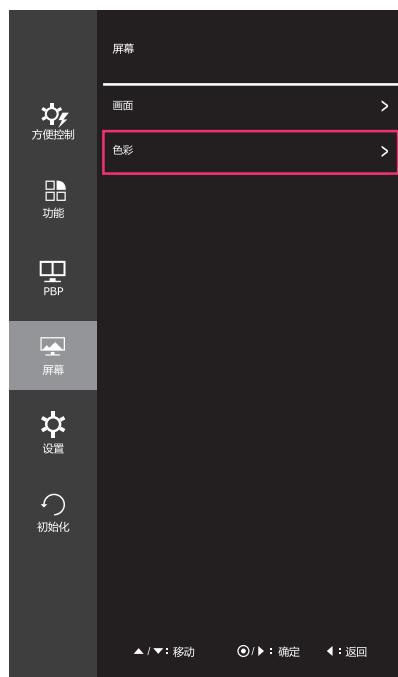 屏幕
画面
色彩
方便控制
功能
PBP
屏幕
设置
初始化
/ : 移动
/ : 确定
: 返回